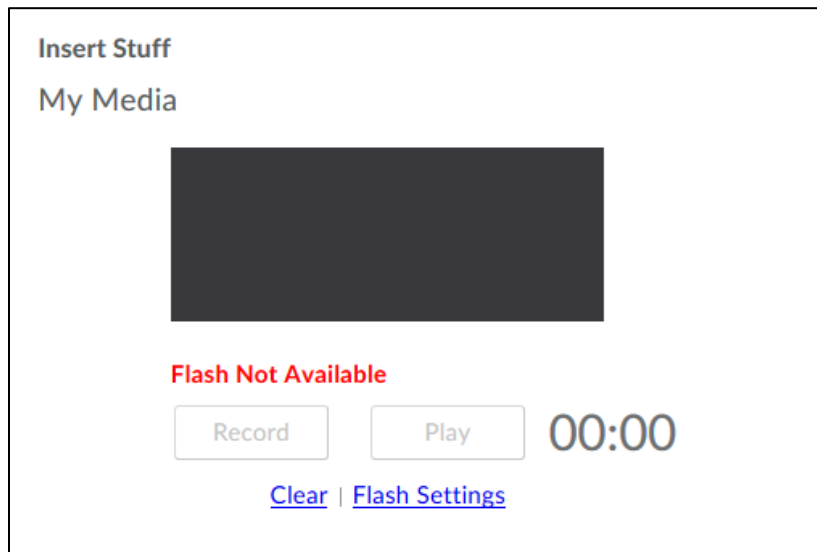 Insert Stuff
My Media
Flash Not Available
Record Play 00:00
Clear | Flash Settings